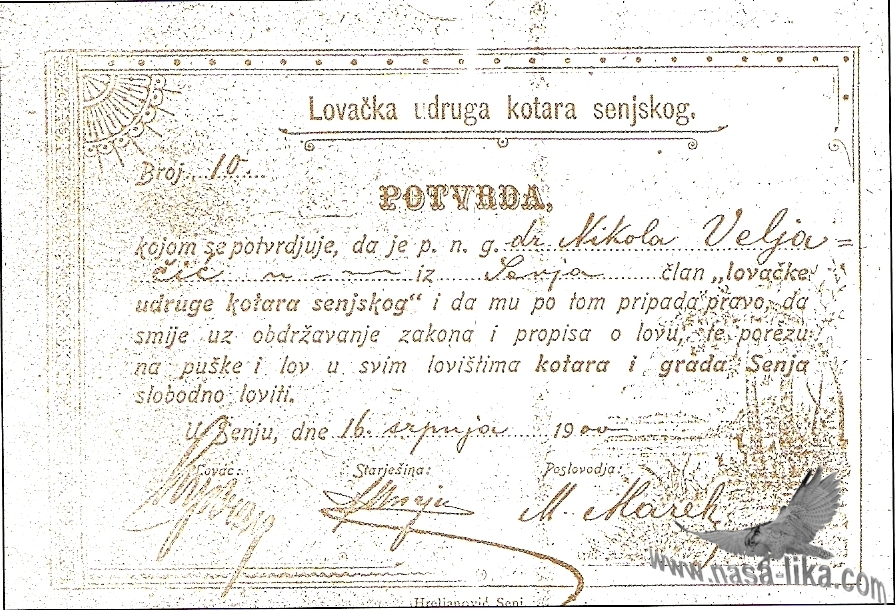 Lovačka udruga kotara senjskog.
Broj 10
POTVRDA,
kojom se potvrdjuje, da je p. n. g. dr Nikola Velja=
čić iz Senja član „lovačke
udruge kotara senjskog“ i da mu po tom pripada pravo, da
smije uz obdržavanje zakona i propisa o lovu, te porezu
na puške i lov u svim lovištima kotara i grada Senja
slobodno loviti.
U Senju, dne 16 srpnja 1900
Lovac: Starješina: Poslovodja:
M. Marek
www.nasa-lika.com
Hreljanović Senj